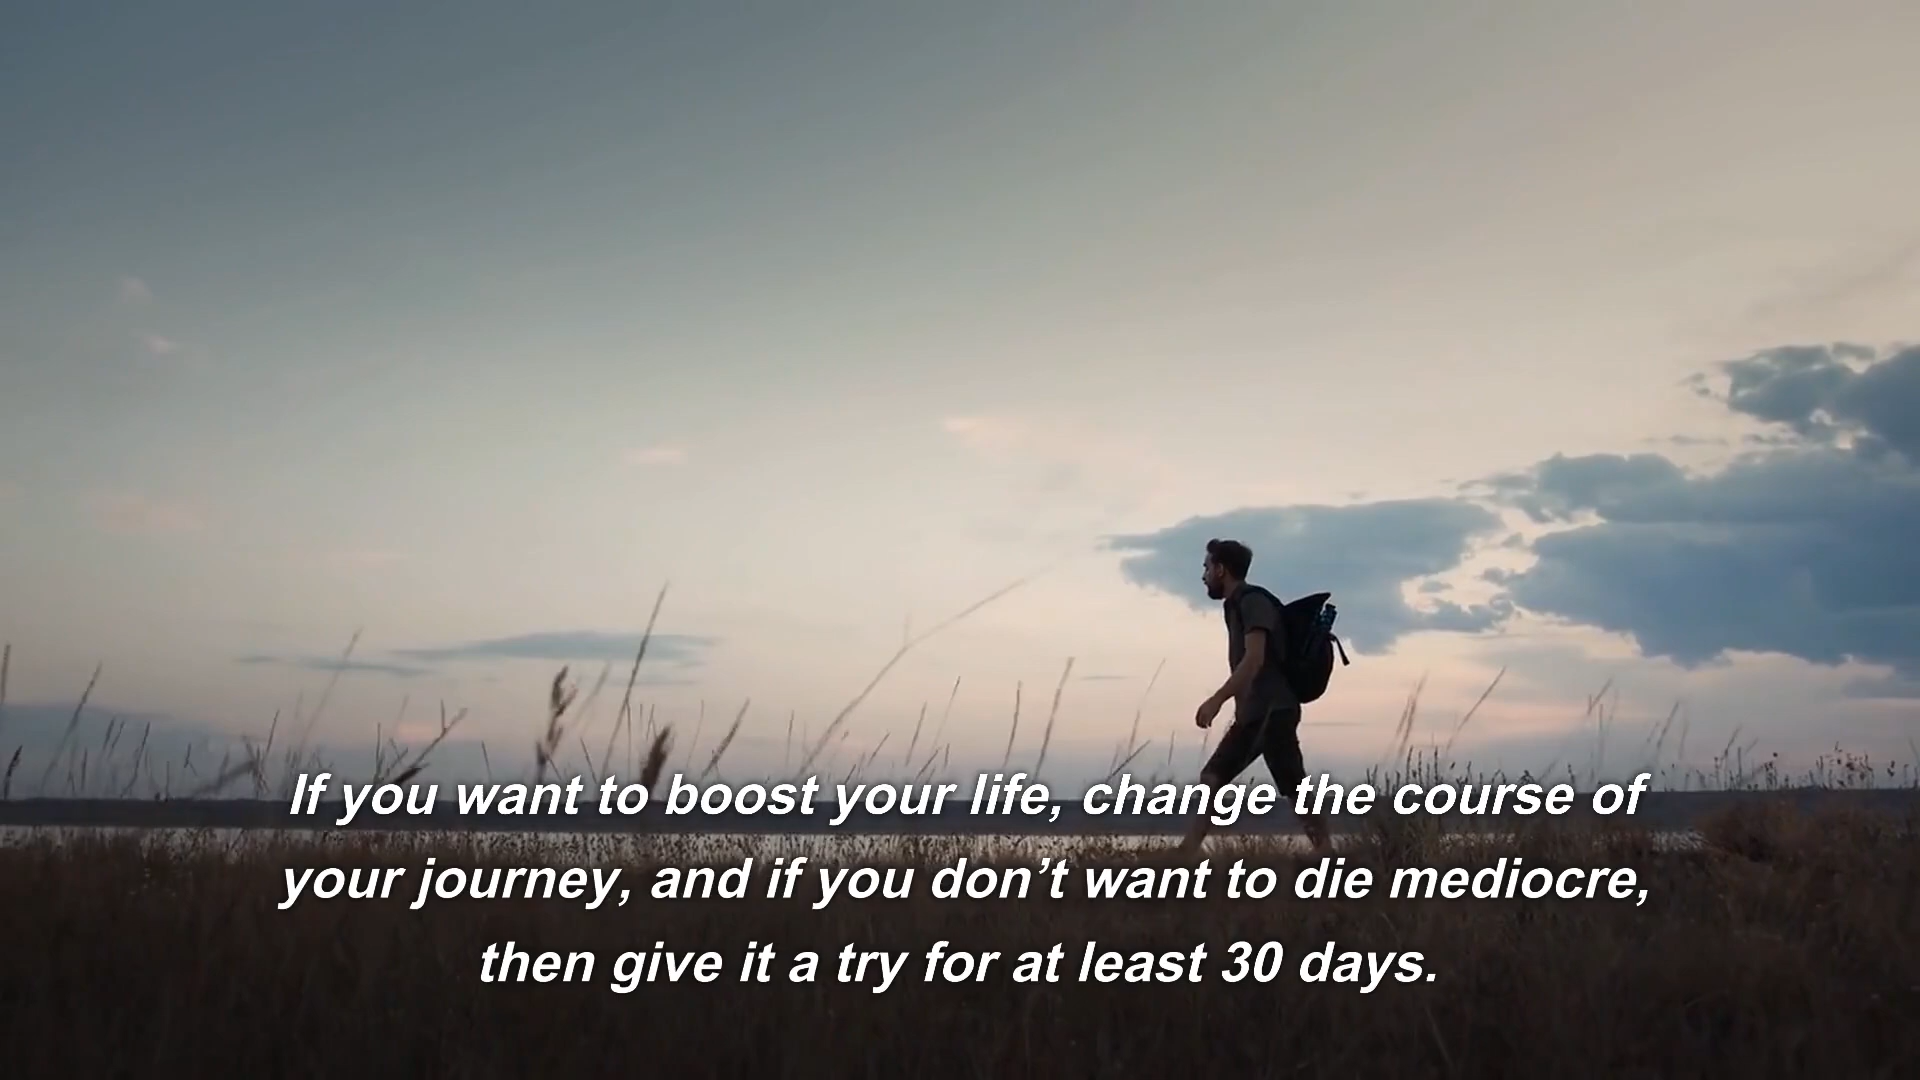 If you want to boost your life, change the course of
your journey, and if you don’t want to die mediocre,
then give it a try for at least 30 days.